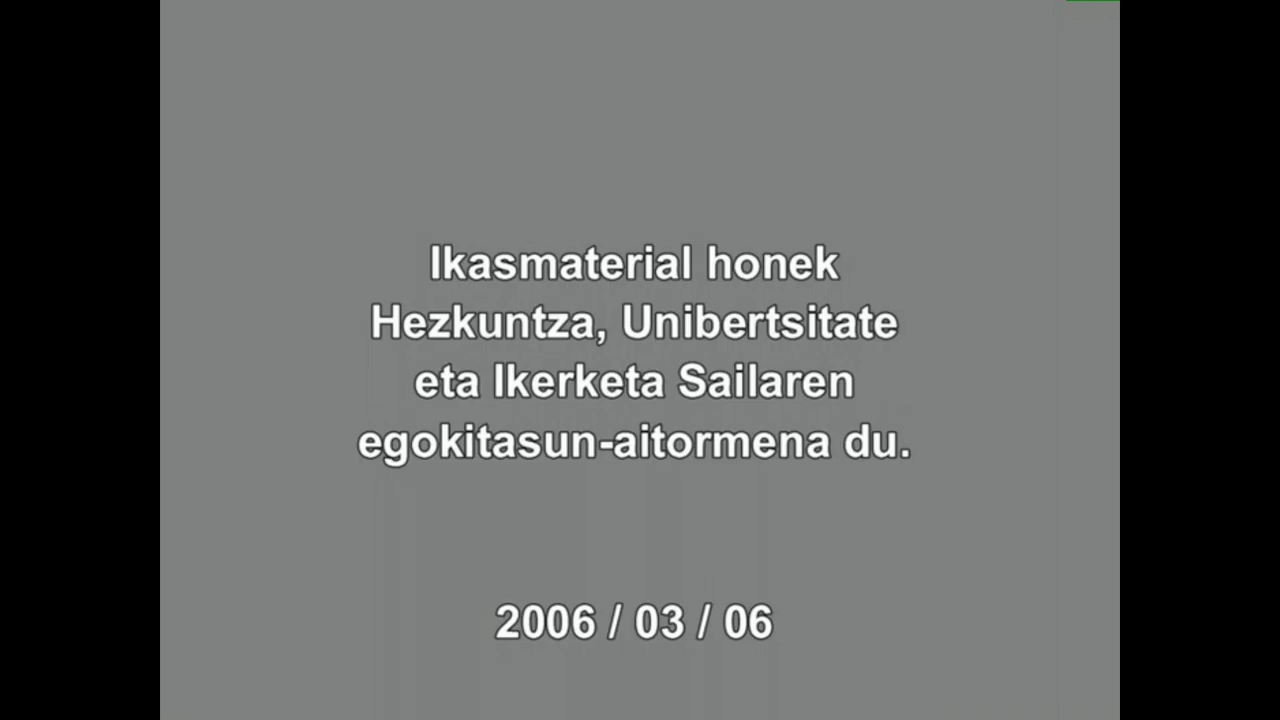 Ikasmaterial honek
Hezkuntza, Unibertsitate
eta Ikerketa Sailaren
egokitasun-aitormena du.
2006 / 03 / 06